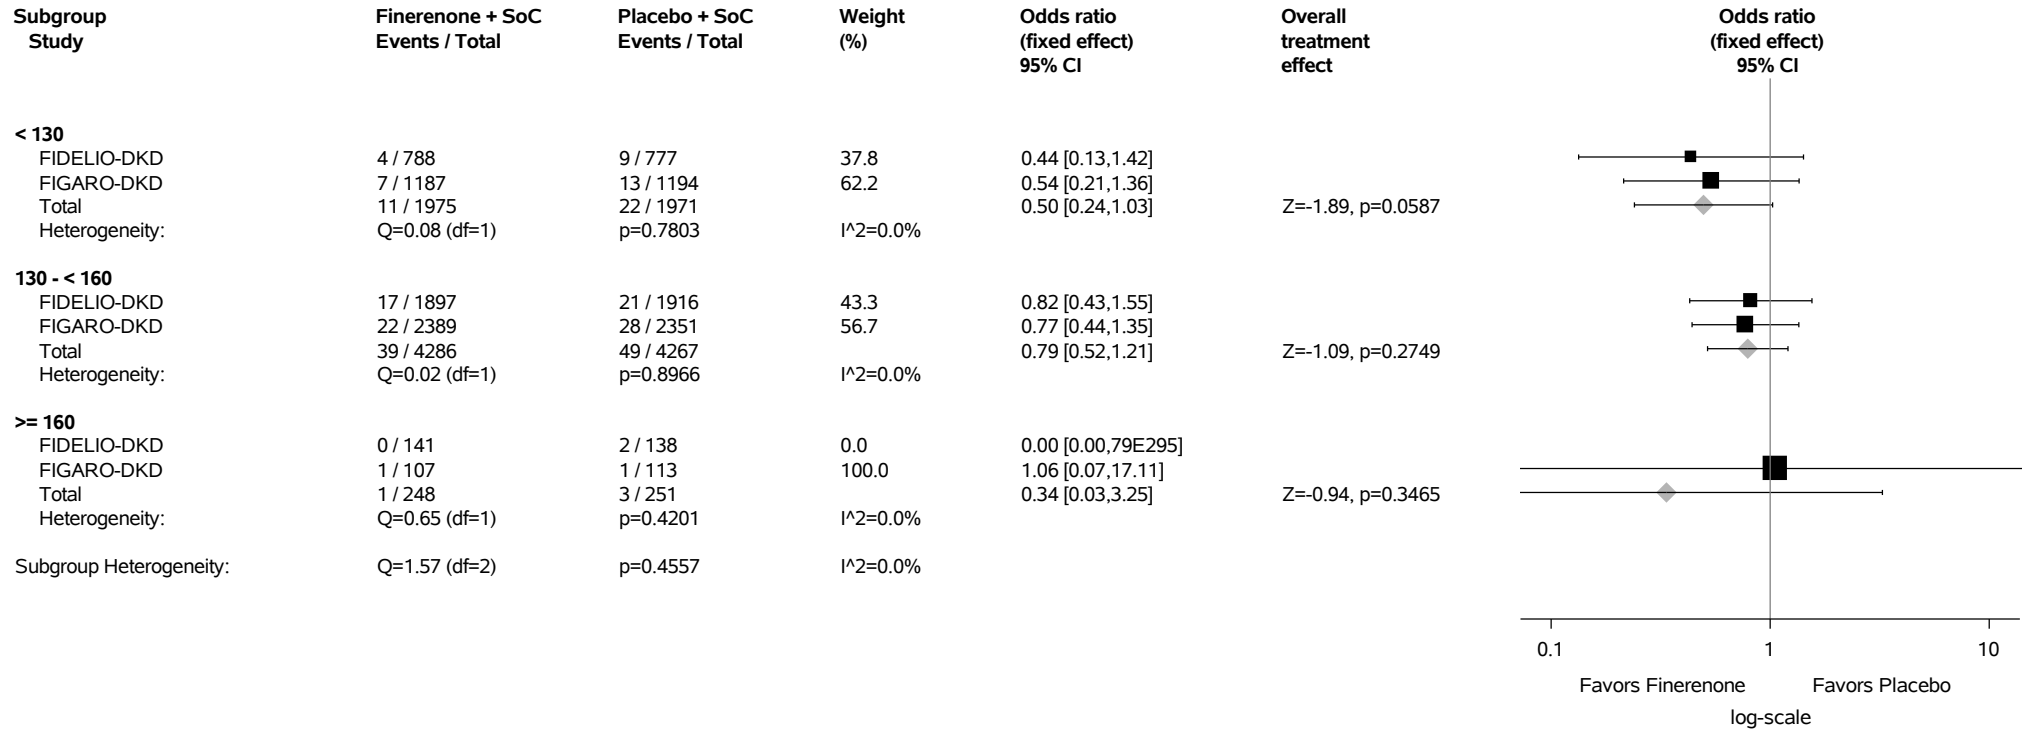 Subgroup Finerenone + SoC Placebo + SoC Weight Odds ratio Overall Odds ratio
Study Events / Total Events / Total (%) (fixed effect) treatment (fixed effect)
95% CI effect 95% CI
< 130
FIDELIO-DKD 4 / 788 9 / 777 37.8 0.44 [0.13,1.42]
FIGARO-DKD 7 / 1187 13 / 1194 62.2 0.54 [0.21,1.36]
Total 11 / 1975 22 / 1971 0.50 [0.24,1.03] Z=-1.89, p=0.0587
Heterogeneity: Q=0.08 (df=1) p=0.7803 I^2=0.0%
130 - < 160
FIDELIO-DKD 17 / 1897 21 / 1916 43.3 0.82 [0.43,1.55]
FIGARO-DKD 22 / 2389 28 / 2351 56.7 0.77 [0.44,1.35]
Total 39 / 4286 49 / 4267 0.79 [0.52,1.21] Z=-1.09, p=0.2749
Heterogeneity: Q=0.02 (df=1) p=0.8966 I^2=0.0%
>= 160
FIDELIO-DKD 0 / 141 2 / 138 0.0 0.00 [0.00,79E295]
FIGARO-DKD 1 / 107 1 / 113 100.0 1.06 [0.07,17.11]
Total 1 / 248 3 / 251 0.34 [0.03,3.25] Z=-0.94, p=0.3465
Heterogeneity: Q=0.65 (df=1) p=0.4201 I^2=0.0%
Subgroup Heterogeneity: Q=1.57 (df=2) p=0.4557 I^2=0.0%
0.1 1 10
Favors Finerenone Favors Placebo
log-scale